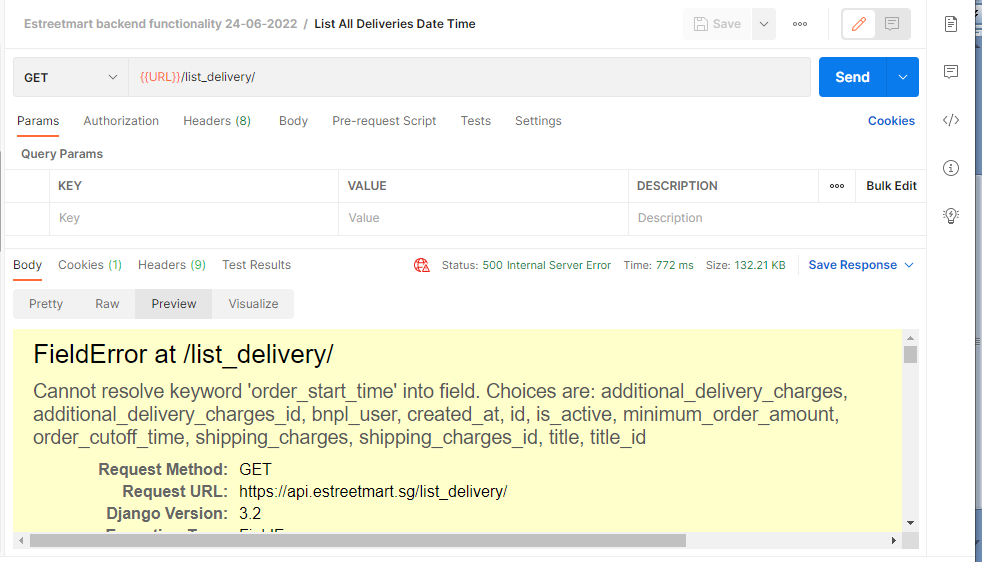 Estreetmart backend functionality 24-06-2022 / List All Deliveries Date Time
Save
GET
{{URL}}/list_delivery/
Send
Params Authorization Headers (8) Body Pre-request Script Tests Settings Cookies
Query Params
KEY VALUE DESCRIPTION Bulk Edit
Key Value Description
Body Cookies (1) Headers (9) Test Results Status: 500 Internal Server Error Time: 772 ms Size: 132.21 KB Save Response
Pretty Raw Preview Visualize
FieldError at /list_delivery/
Cannot resolve keyword 'order_start_time' into field. Choices are: additional_delivery_charges,
additional_delivery_charges_id, bnpl_user, created_at, id, is_active, minimum_order_amount,
order_cutoff_time, shipping_charges, shipping_charges_id, title, title_id
Request Method: GET
Request URL: https://api.estreetmart.sg/list_delivery/
Django Version: 3.2